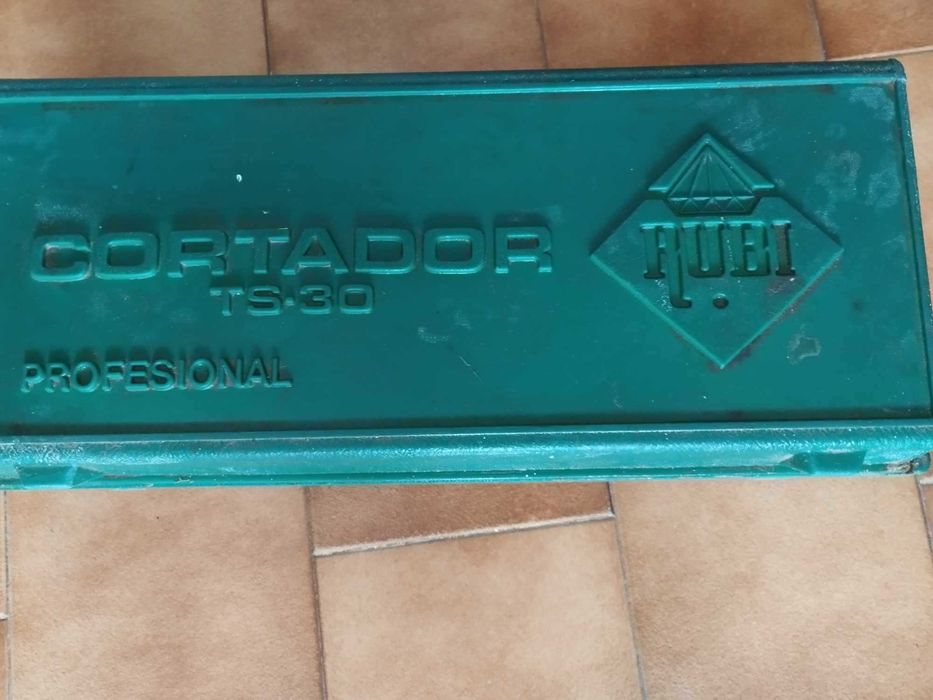 CORTADOR
TS-30
PROFESIONAL
RUBI